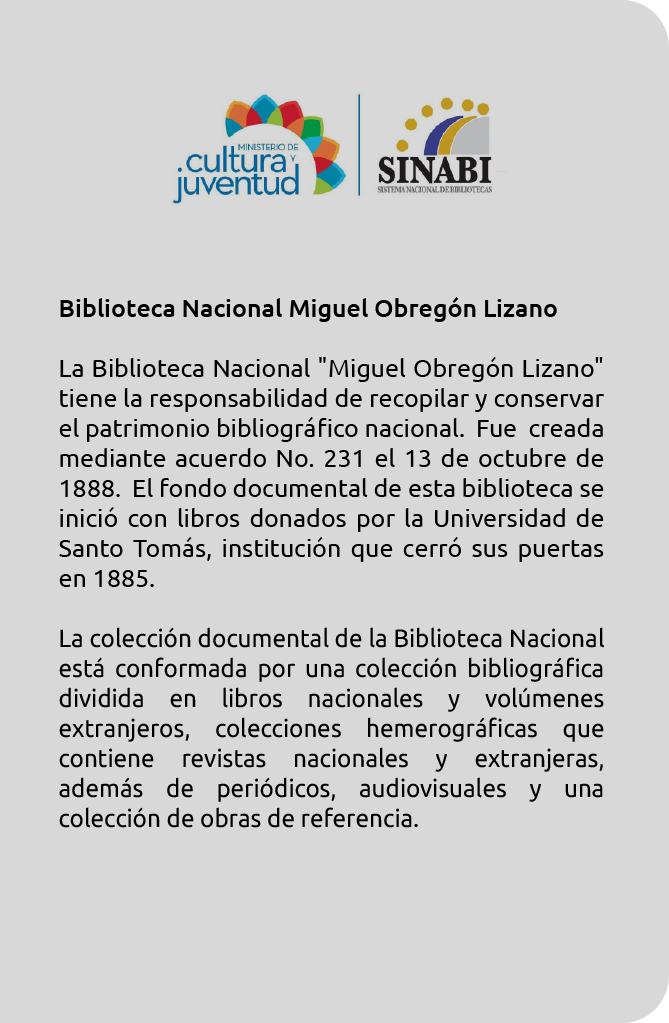 MINISTERIO DE
cultura Y
juventud
SINABI
SISTEMA NACIONAL DE BIBLIOTECAS
Biblioteca Nacional Miguel Obregón Lizano
La Biblioteca Nacional "Miguel Obregón Lizano"
tiene la responsabilidad de recopilar y conservar
el patrimonio bibliográfico nacional. Fue creada
mediante acuerdo No. 231 el 13 de octubre de
1888. El fondo documental de esta biblioteca se
inició con libros donados por la Universidad de
Santo Tomás, institución que cerró sus puertas
en 1885.
La colección documental de la Biblioteca Nacional
está conformada por una colección bibliográfica
dividida en libros nacionales y volúmenes
extranjeros, colecciones hemerográficas que
contiene revistas nacionales y extranjeras,
además de periódicos, audiovisuales y una
colección de obras de referencia.